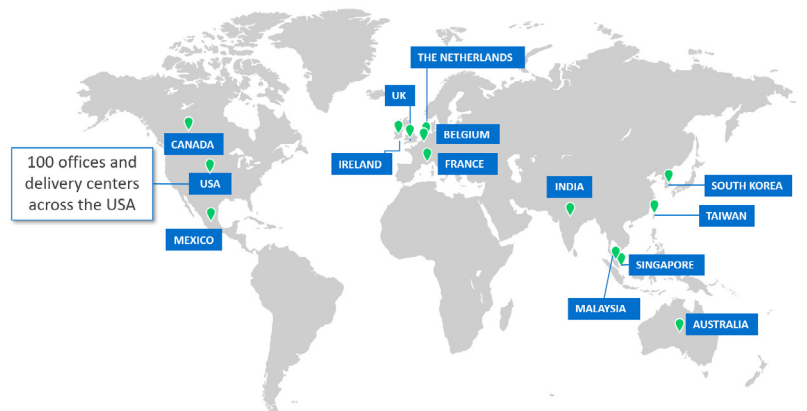 THE NETHERLANDS
UK
BELGIUM
CANADA
IRELAND
FRANCE
100 offices and
delivery centers
across the USA
USA
INDIA
SOUTH KOREA
TAIWAN
MEXICO
SINGAPORE
MALAYSIA
AUSTRALIA